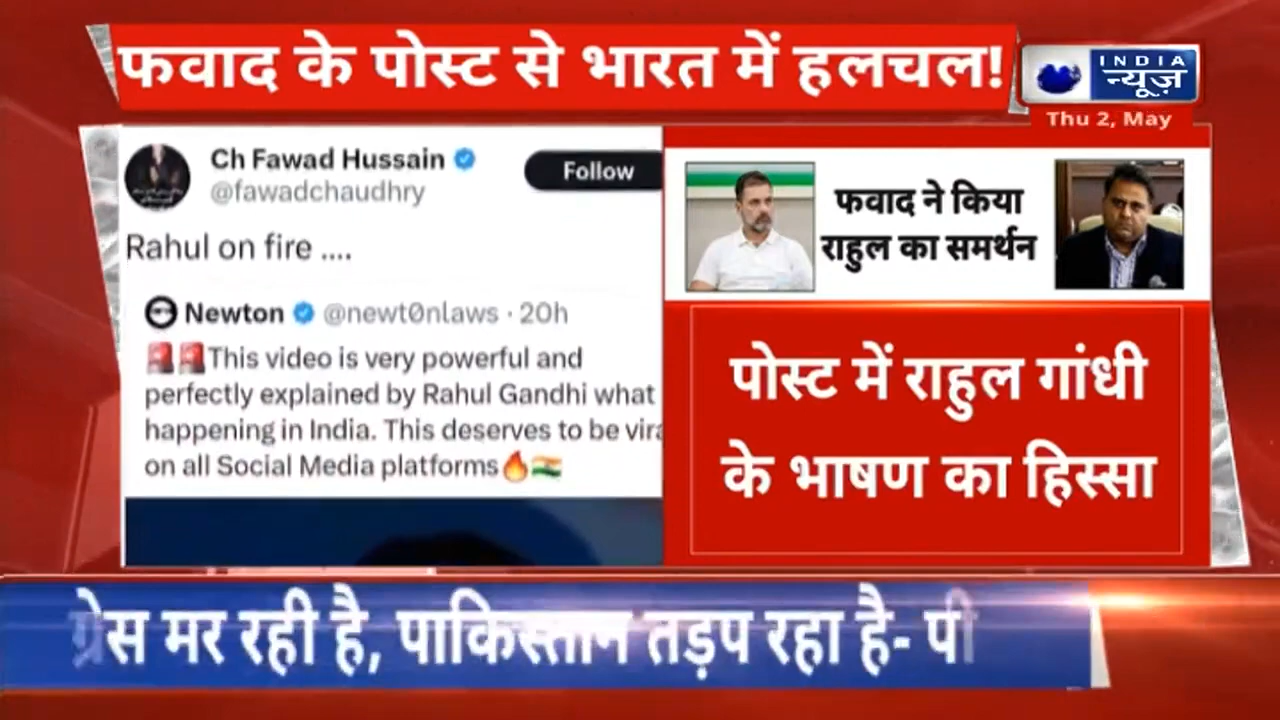 फवाद के पोस्ट से भारत में हलचल!
INDIA
न्यूज़
Thu 2, May
Ch Fawad Hussain
@fawadchaudhry
Follow
Rahul on fire ....
Newton @newt0nlaws · 20h
🚨🚨This video is very powerful and
perfectly explained by Rahul Gandhi what
happening in India. This deserves to be vira
on all Social Media platforms🔥🇮🇳
फवाद ने किया
राहुल का समर्थन
पोस्ट में राहुल गांधी
के भाषण का हिस्सा
ग्रेस मर रही है, पाकिस्तान तड़प रहा है- पी